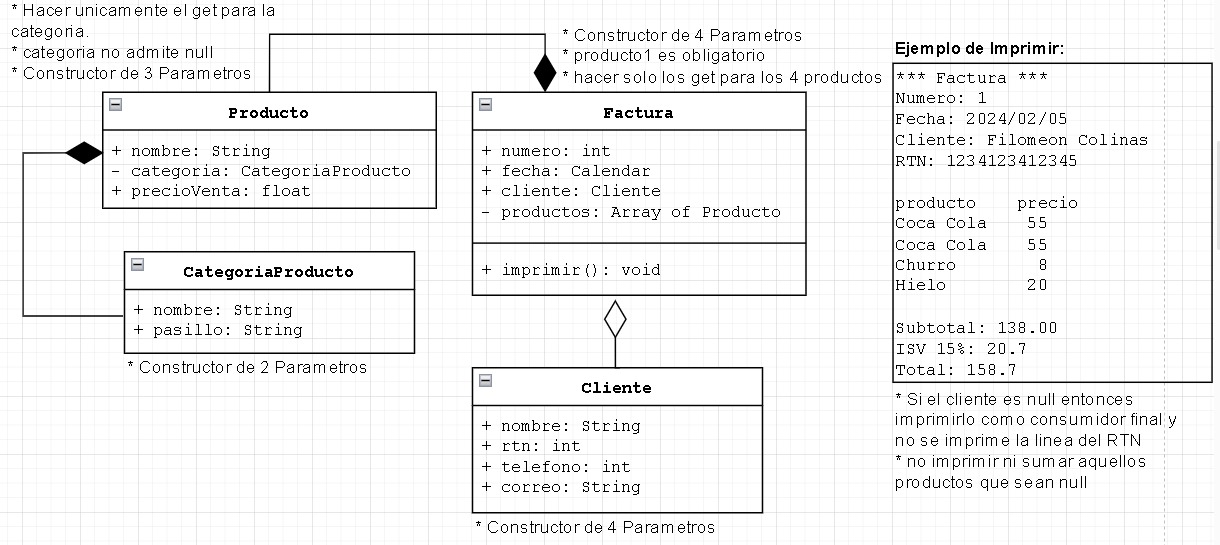 * Hacer unicamente el get para la
categoria.
* categoria no admite null
* Constructor de 3 Parametros
Producto
+ nombre: String
- categoria: CategoriaProducto
+ precioVenta: float
CategoriaProducto
+ nombre: String
+ pasillo: String
* Constructor de 2 Parametros
* Constructor de 4 Parametros
* producto1 es obligatorio
* hacer solo los get para los 4 productos
Factura
+ numero: int
+ fecha: Calendar
+ cliente: Cliente
- productos: Array of Producto
+ imprimir(): void
Cliente
+ nombre: String
+ rtn: int
+ telefono: int
+ correo: String
* Constructor de 4 Parametros
Ejemplo de Imprimir:
*** Factura ***
Numero: 1
Fecha: 2024/02/05
Cliente: Filomeon Colinas
RTN: 1234123412345
producto precio
Coca Cola 55
Coca Cola 55
Churro 8
Hielo 20
Subtotal: 138.00
ISV 15%: 20.7
Total: 158.7
* Si el cliente es null entonces
imprimirlo como consumidor final y
no se imprime la linea del RTN
* no imprimir ni sumar aquellos
productos que sean null